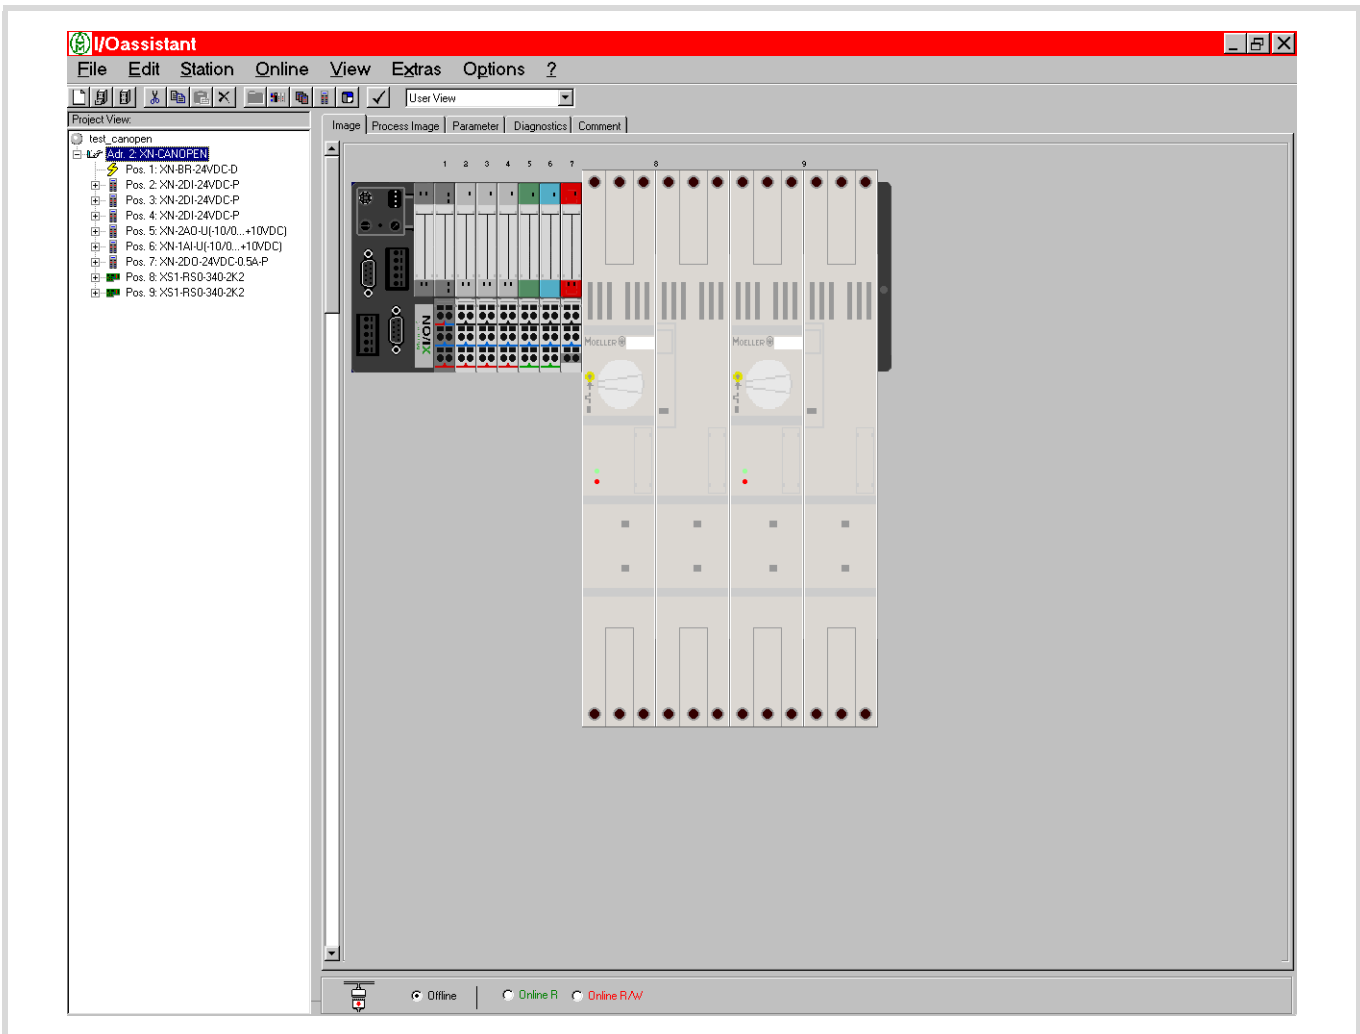 I/Oassistant
File Edit Station Online View Extras Options ?
User View
Project View:
test_canopen
Adr. 2: XN-CANOPEN
Pos. 1: XN-BR-24VDC-D
Pos. 2: XN-2DI-24VDC-P
Pos. 3: XN-2DI-24VDC-P
Pos. 4: XN-2DI-24VDC-P
Pos. 5: XN-2AO-U(-10/0...+10VDC)
Pos. 6: XN-1AI-U(-10/0...+10VDC)
Pos. 7: XN-2DO-24VDC-0.5A-P
Pos. 8: XS1-RS0-340-2K2
Pos. 9: XS1-RS0-340-2K2
Image Process Image Parameter Diagnostics Comment
1 2 3 4 5 6 7 8 9
XI/ON
MOELLER MOELLER
Offline Online R Online R/W